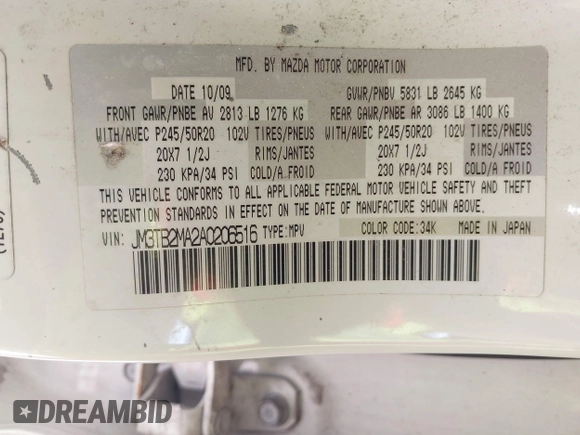 MFD. BY MAZDA MOTOR CORPORATION
DATE 10/09 GVWR/PNBV 5831 LB 2645 KG
FRONT GAWR/PNBE AV 2813 LB 1276 KG REAR GAWR/PNBE AR 3086 LB 1400 KG
WITH/AVEC P245/50R20 102V TIRES/PNEUS WITH/AVEC P245/50R20 102V TIRES/PNEUS
20X7 1/2J RIMS/JANTES 20X7 1/2J RIMS/JANTES
230 KPA/34 PSI COLD/A FROID 230 KPA/34 PSI COLD/A FROID
THIS VEHICLE CONFORMS TO ALL APPLICABLE FEDERAL MOTOR VEHICLE SAFETY AND THEFT
PREVENTION STANDARDS IN EFFECT ON THE DATE OF MANUFACTURE SHOWN ABOVE.
VIN: JM3TB2MA2A0206516 TYPE:MPV COLOR CODE:34K MADE IN JAPAN
DREAMBID